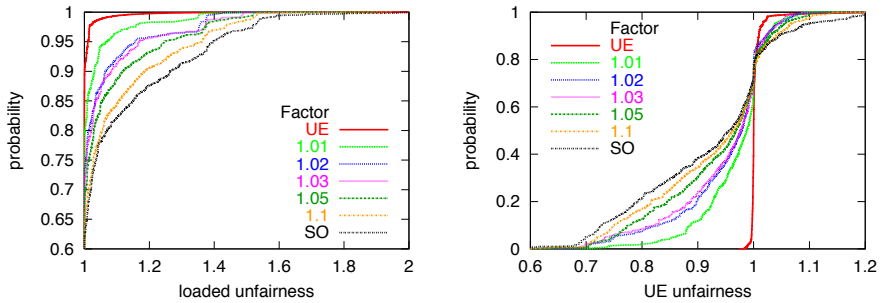 1
0.95
0.9
0.85
0.8
0.75
0.7
0.65
0.6
probability
1 1.2 1.4 1.6 1.8 2
loaded unfairness
Factor
UE
1.01
1.02
1.03
1.05
1.1
SO
1
0.8
0.6
0.4
0.2
0
probability
0.6 0.7 0.8 0.9 1 1.1 1.2
UE unfairness
Factor
UE
1.01
1.02
1.03
1.05
1.1
SO